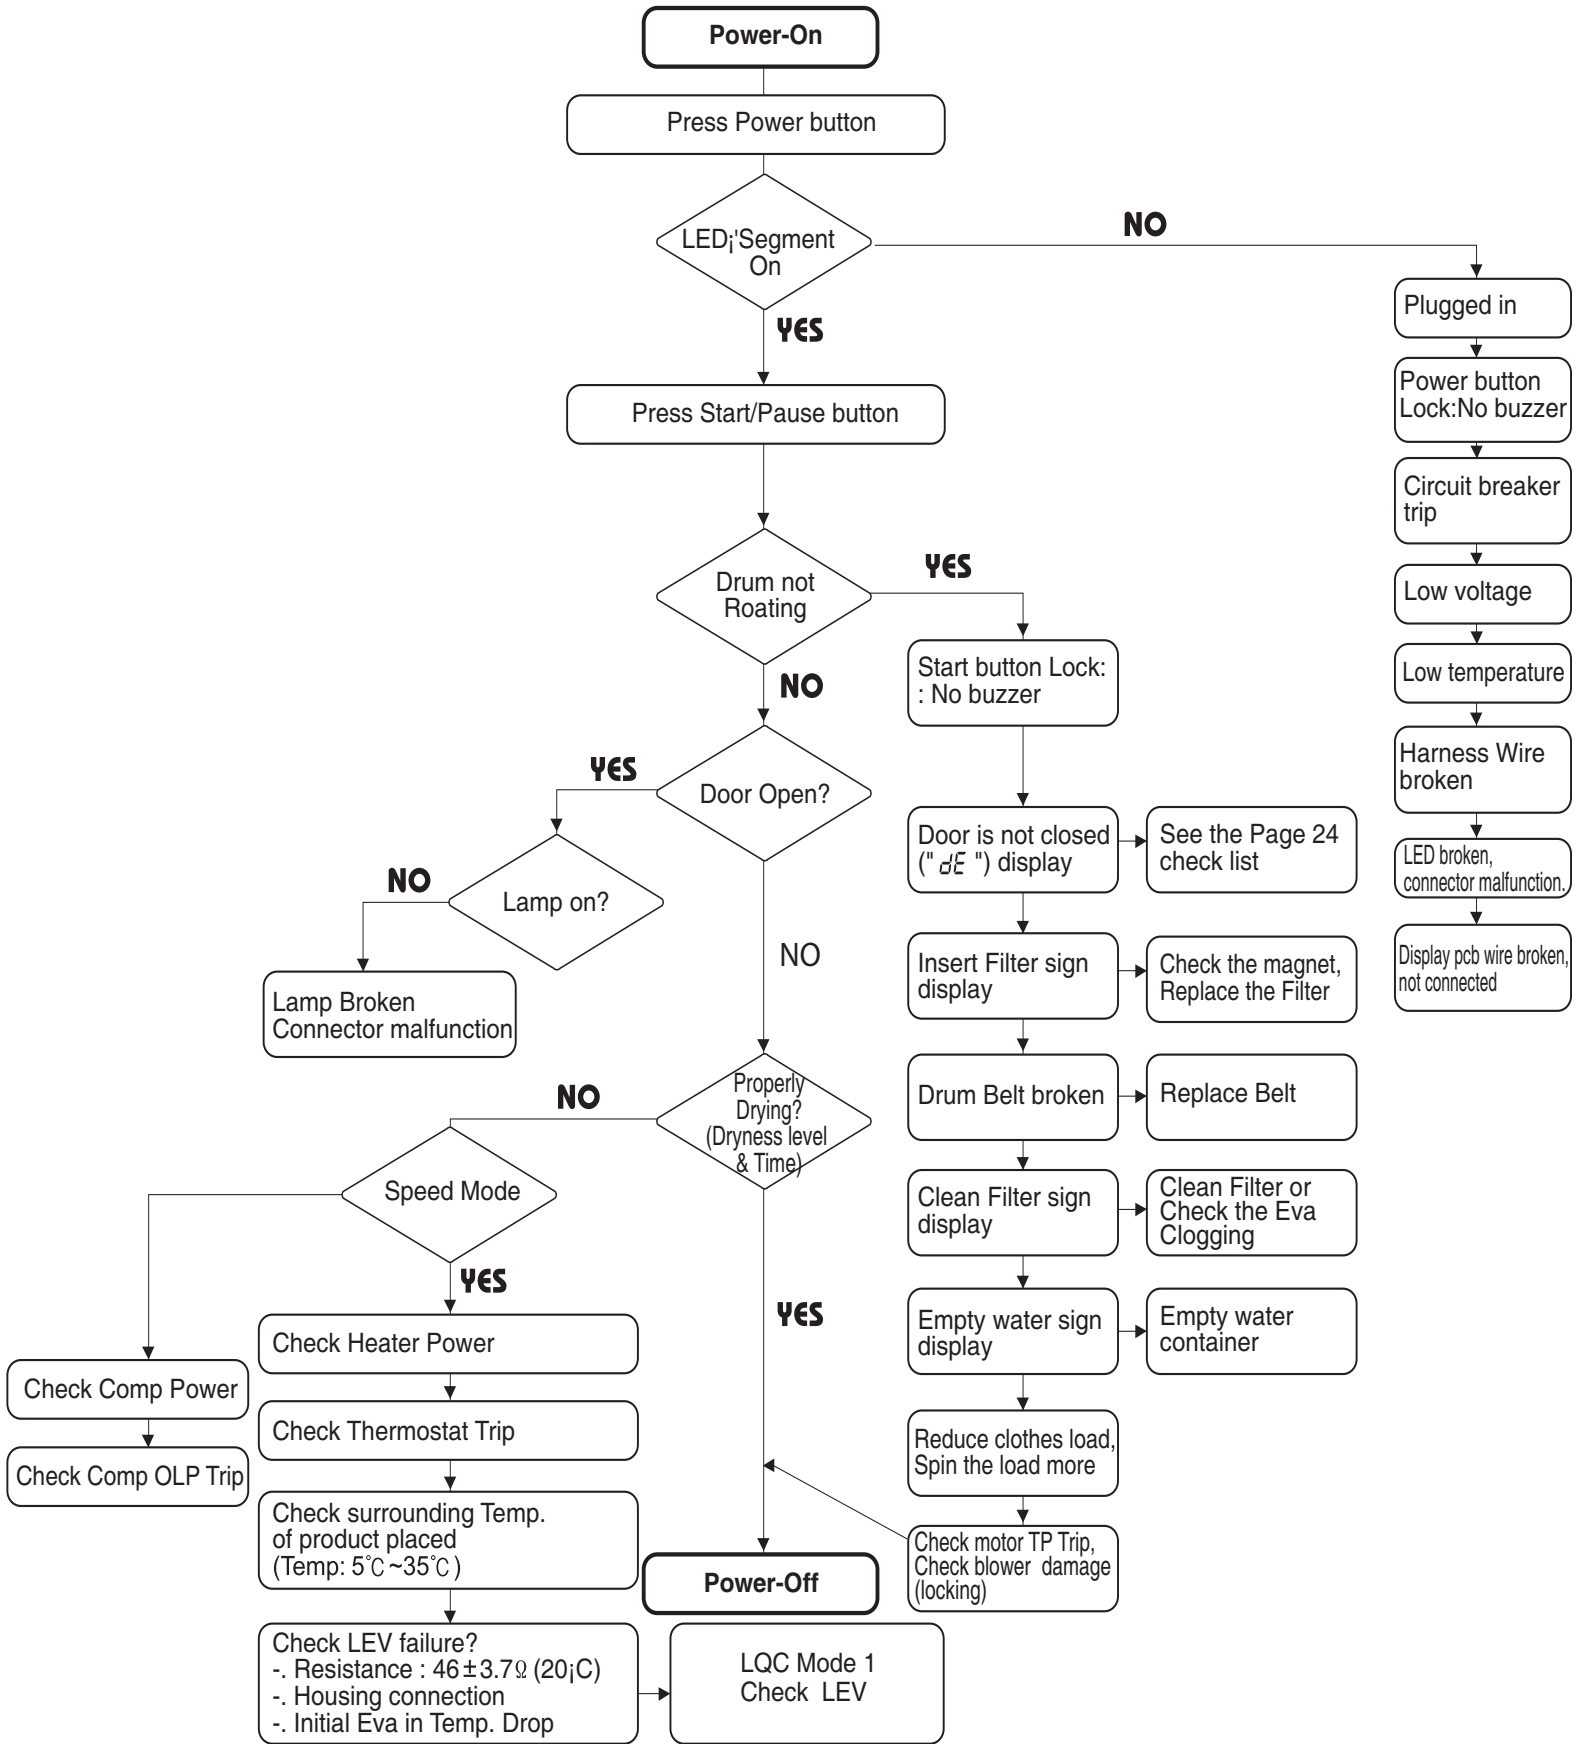 Power-On
Press Power button
LED¡'Segment
On
NO
YES
Plugged in
Power button
Lock:No buzzer
Circuit breaker
trip
Low voltage
Low temperature
Harness Wire
broken
LED broken,
connector malfunction.
Display pcb wire broken,
not connected
Press Start/Pause button
Drum not
Roating
YES
NO
Start button Lock:
: No buzzer
Door is not closed
(" dE ") display
See the Page 24
check list
Insert Filter sign
display
Check the magnet,
Replace the Filter
Drum Belt broken
Replace Belt
Clean Filter sign
display
Clean Filter or
Check the Eva
Clogging
Empty water sign
display
Empty water
container
Reduce clothes load,
Spin the load more
Check motor TP Trip,
Check blower damage
(locking)
Door Open?
YES
NO
Lamp on?
NO
Lamp Broken
Connector malfunction
Properly
Drying?
(Dryness level
& Time)
NO
YES
Speed Mode
YES
Check Comp Power
Check Comp OLP Trip
Check Heater Power
Check Thermostat Trip
Check surrounding Temp.
of product placed
(Temp: 5℃~35℃)
Check LEV failure?
-. Resistance : 46±3.7Ω (20¡C)
-. Housing connection
-. Initial Eva in Temp. Drop
LQC Mode 1
Check LEV
Power-Off